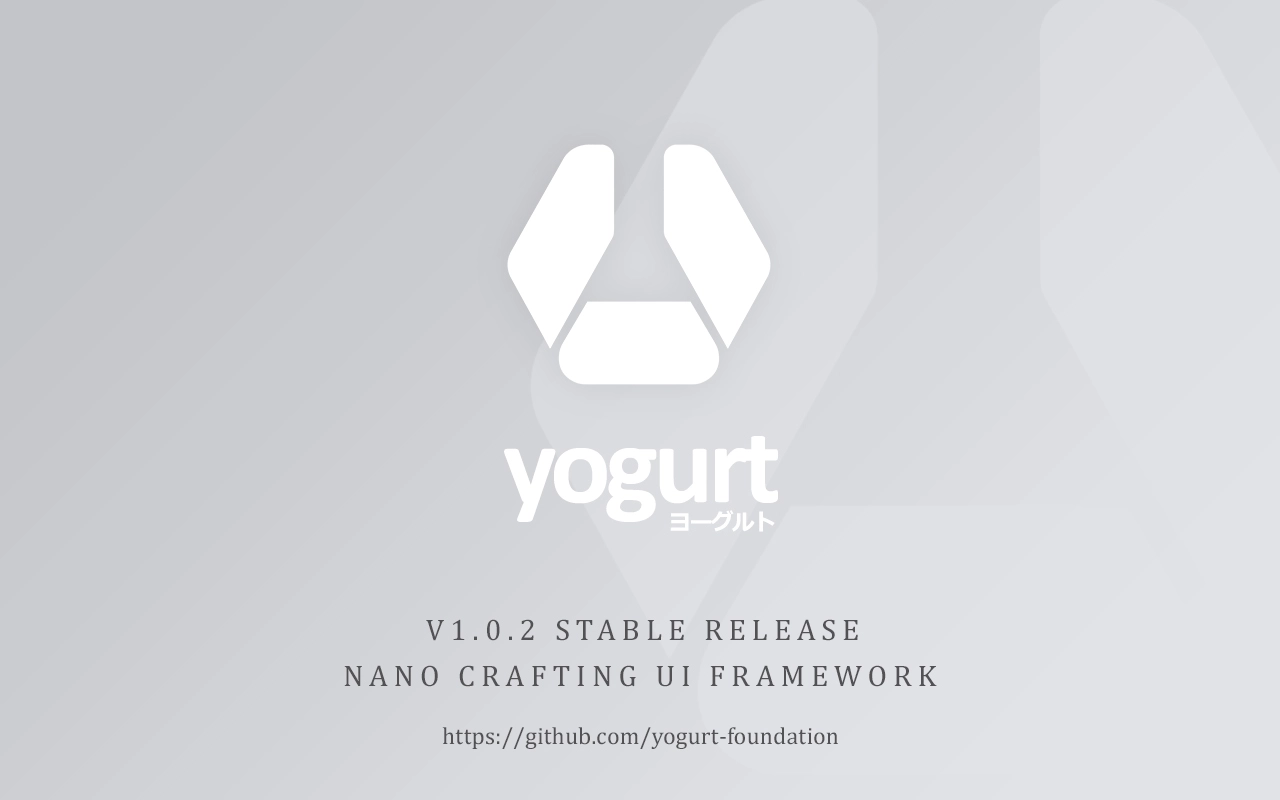 yogurt
ヨーグルト
V1.0.2 STABLE RELEASE
NANO CRAFTING UI FRAMEWORK
https://github.com/yogurt-foundation